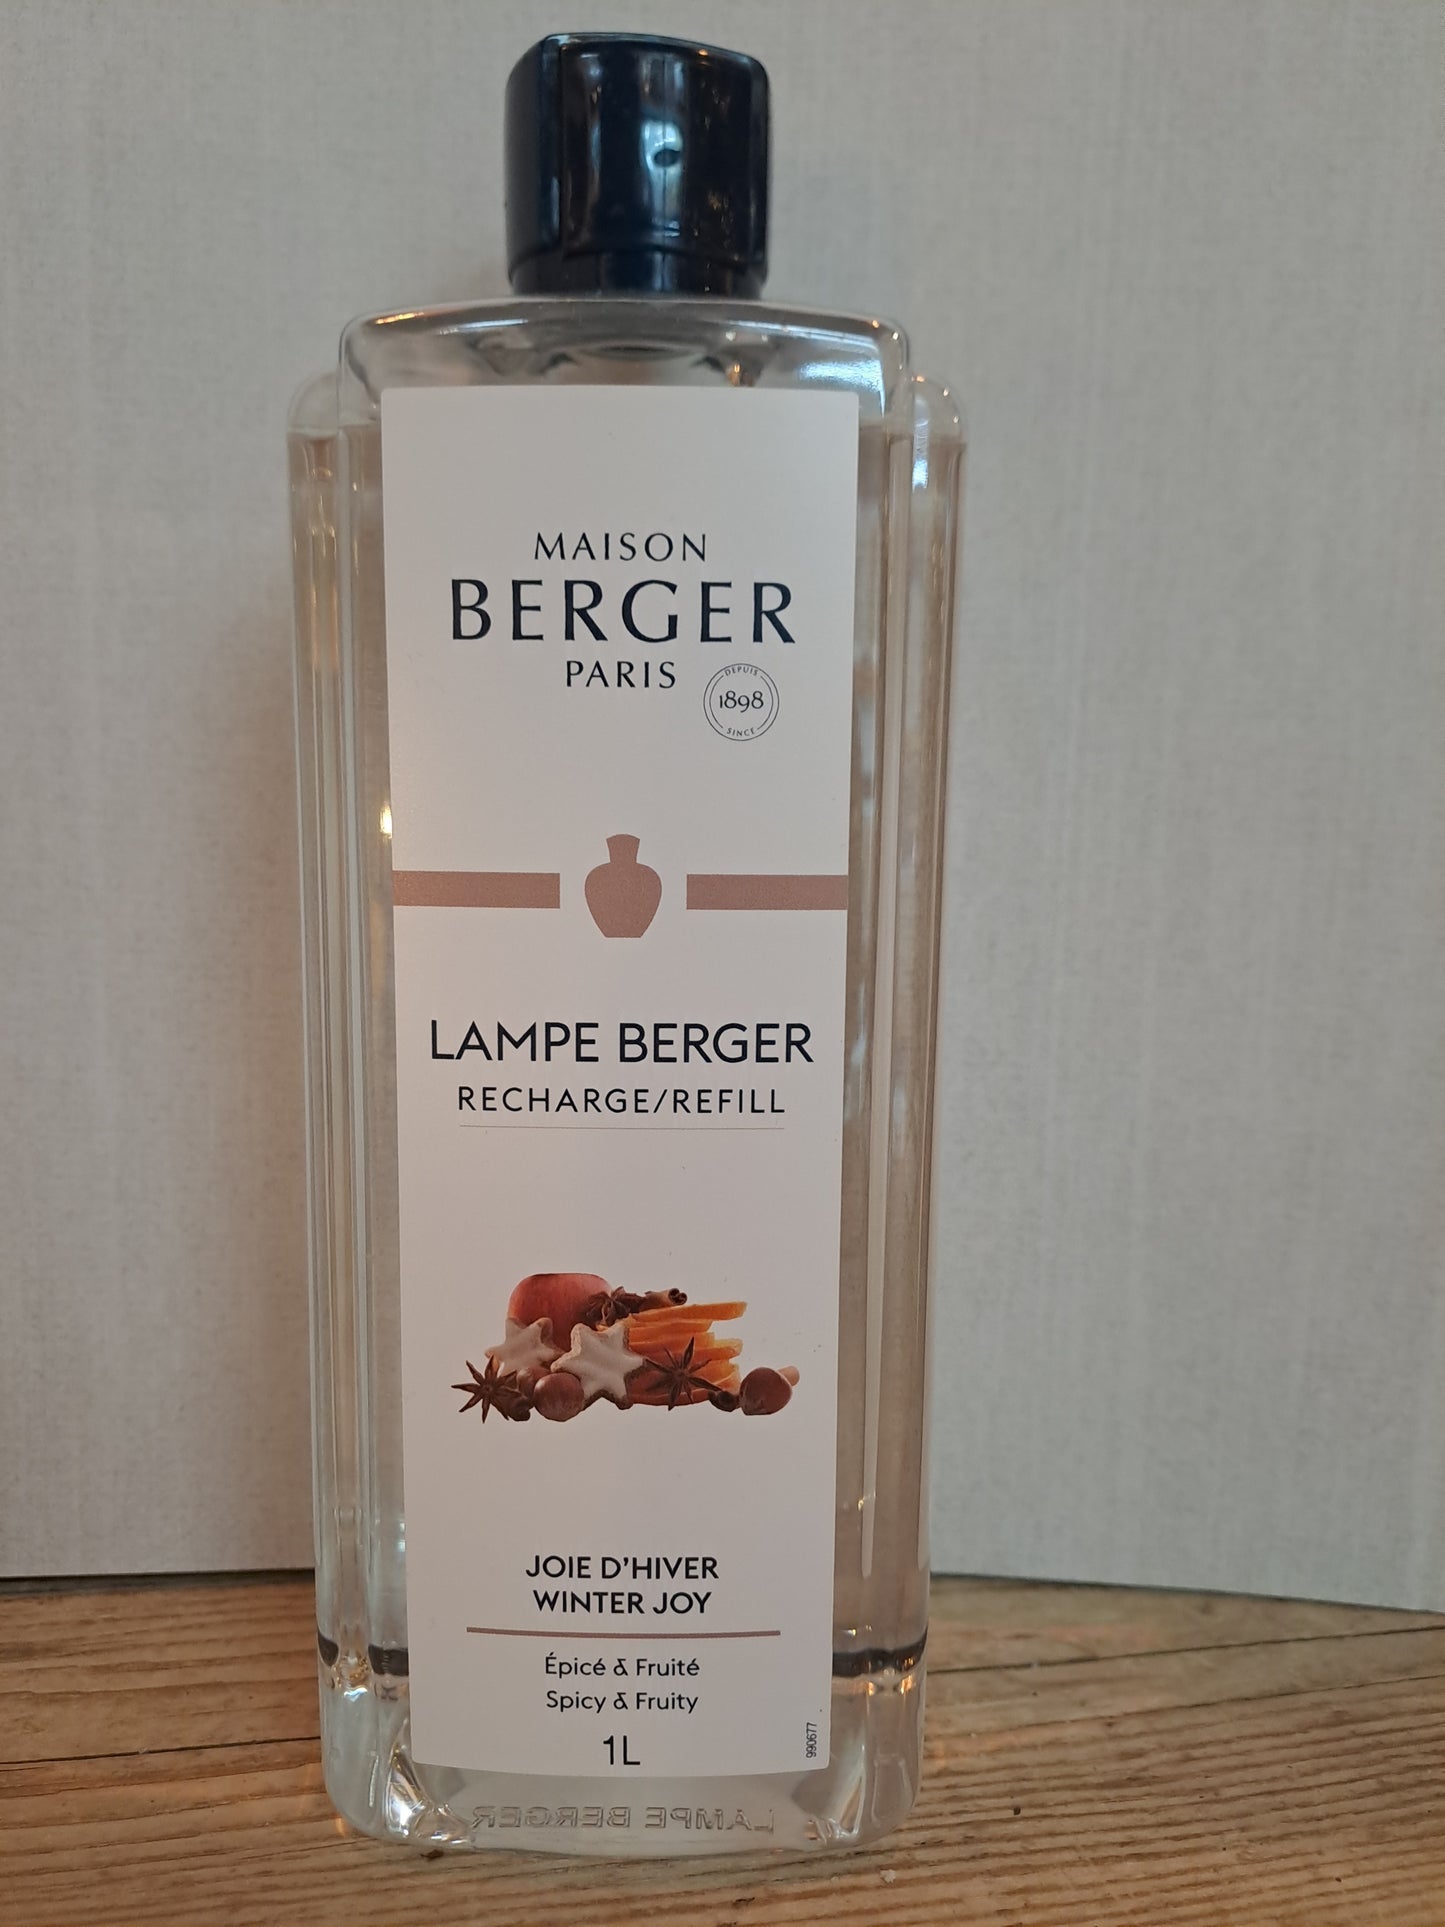 MAISON
BERGER
PARIS
DEPUIS
1898
SINCE
LAMPE BERGER
RECHARGE/REFILL
JOIE D'HIVER
WINTER JOY
Épicé & Fruité
Spicy & Fruity
1L
990677
LAMPE BERGER